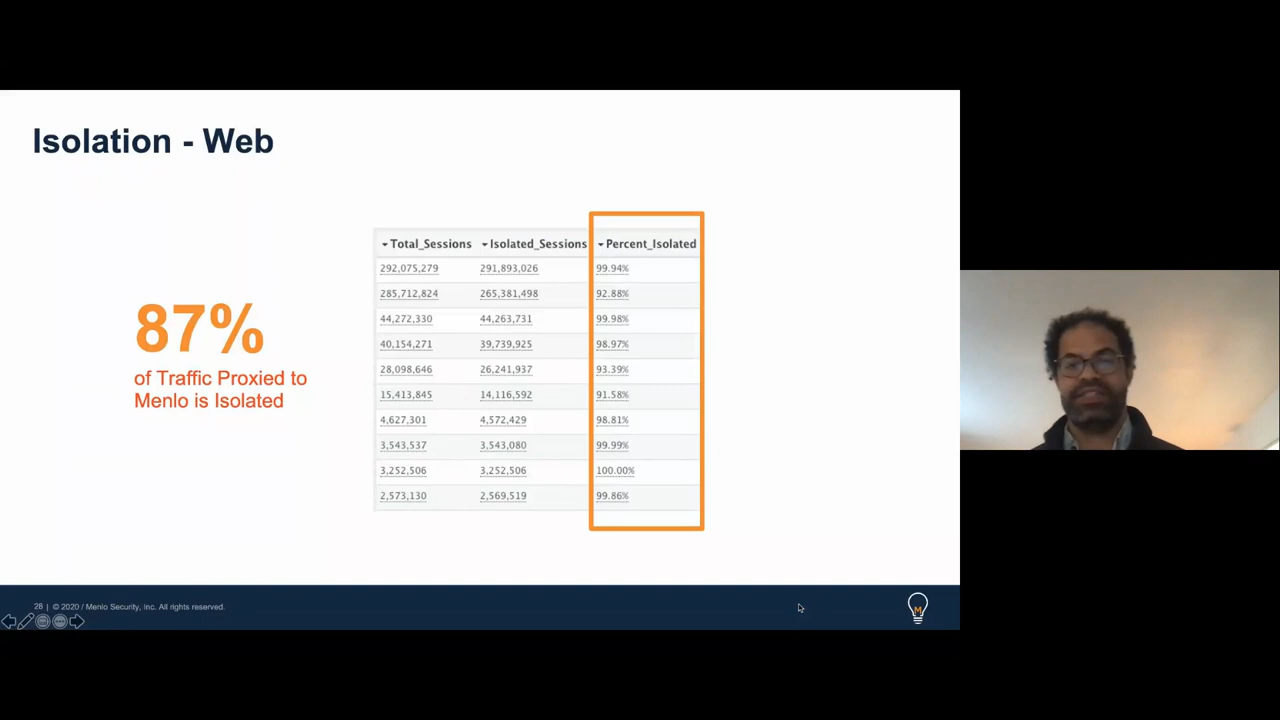 Isolation - Web
87%
of Traffic Proxied to
Menlo is Isolated
Total_Sessions Isolated_Sessions Percent_Isolated
292,075,279 291,893,026 99.94%
285,712,824 265,381,498 92.88%
44,272,330 44,263,731 99.98%
40,154,271 39,739,925 98.97%
28,098,646 26,241,937 93.39%
15,413,845 14,116,592 91.58%
4,627,301 4,572,429 98.81%
3,543,537 3,543,080 99.99%
3,252,506 3,252,506 100.00%
2,573,130 2,569,519 99.86%
28 | © 2020 / Menlo Security, Inc. All rights reserved.
M